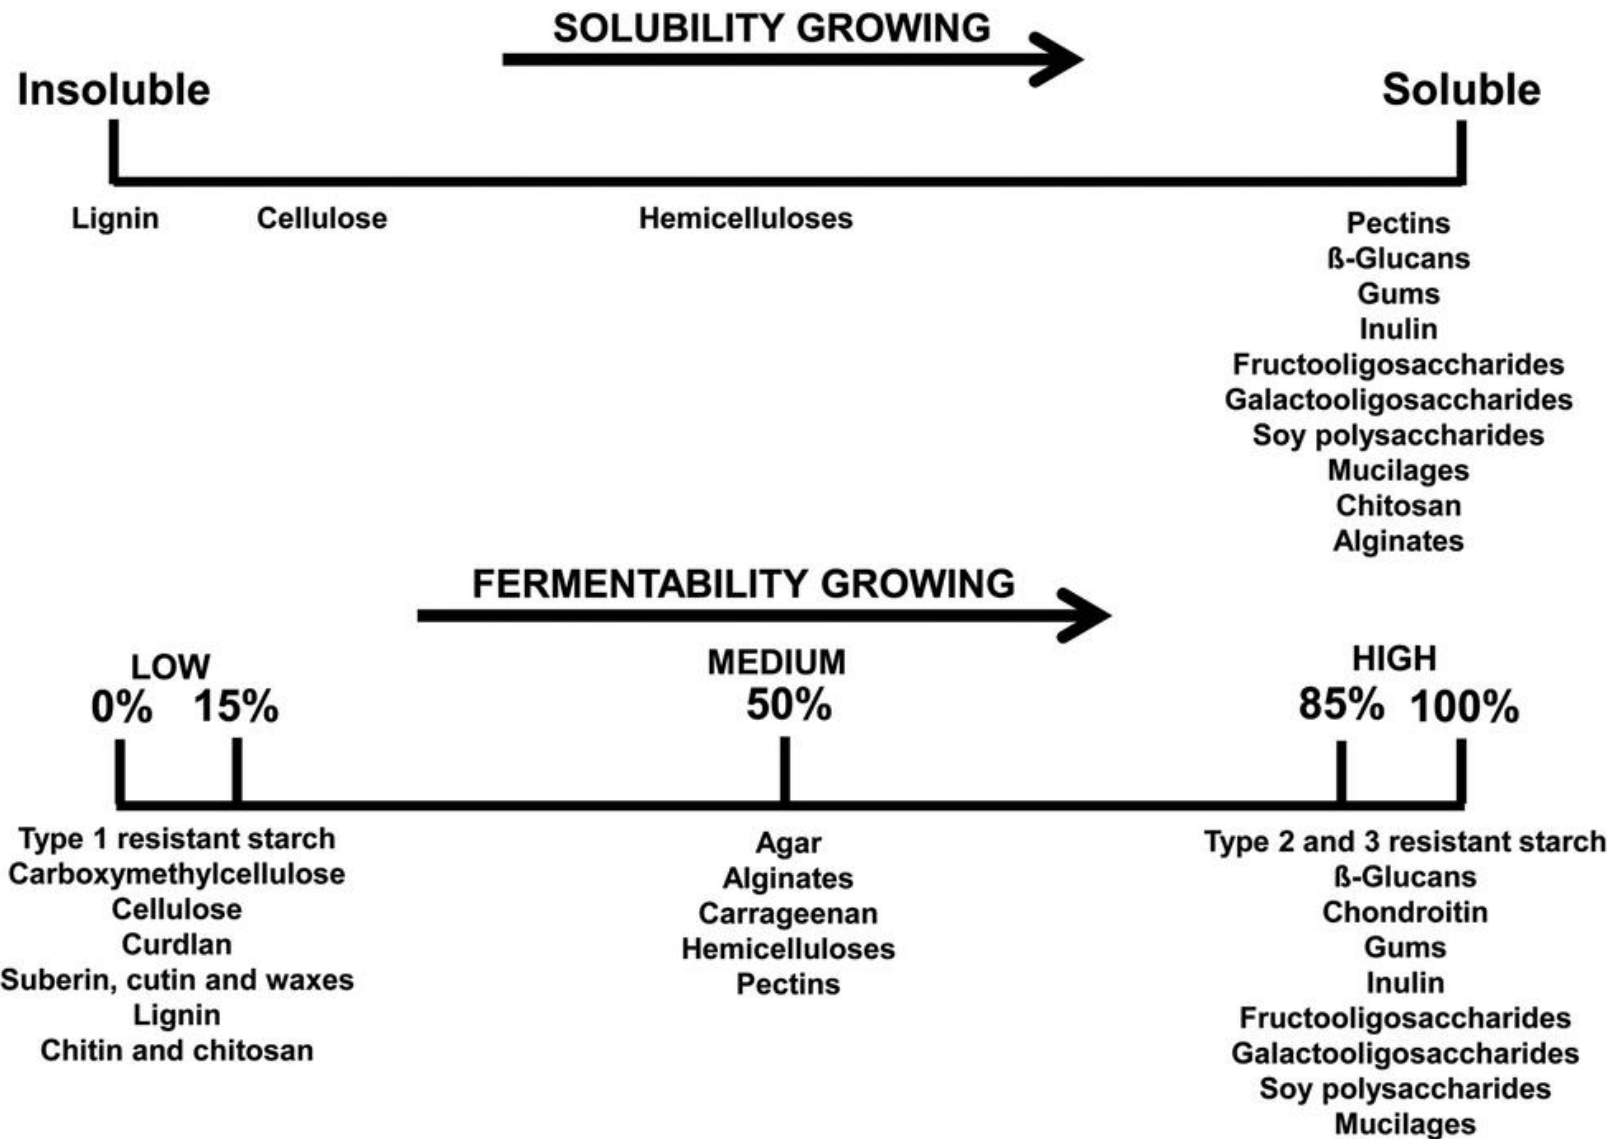 SOLUBILITY GROWING
Insoluble
Soluble
Lignin
Cellulose
Hemicelluloses
Pectins
ß-Glucans
Gums
Inulin
Fructooligosaccharides
Galactooligosaccharides
Soy polysaccharides
Mucilages
Chitosan
Alginates
FERMENTABILITY GROWING
LOW
0% 15%
MEDIUM
50%
HIGH
85% 100%
Type 1 resistant starch
Carboxymethylcellulose
Cellulose
Curdlan
Suberin, cutin and waxes
Lignin
Chitin and chitosan
Agar
Alginates
Carrageenan
Hemicelluloses
Pectins
Type 2 and 3 resistant starch
ß-Glucans
Chondroitin
Gums
Inulin
Fructooligosaccharides
Galactooligosaccharides
Soy polysaccharides
Mucilages